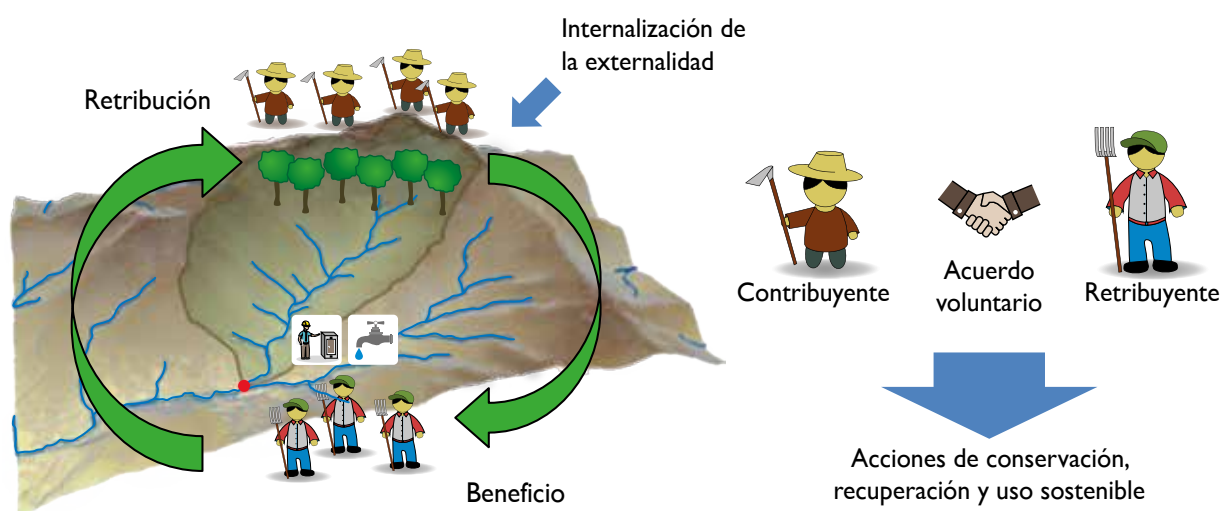 Internalización de
la externalidad
Retribución
Beneficio
Contribuyente
Acuerdo
voluntario
Retribuyente
Acciones de conservación,
recuperación y uso sostenible